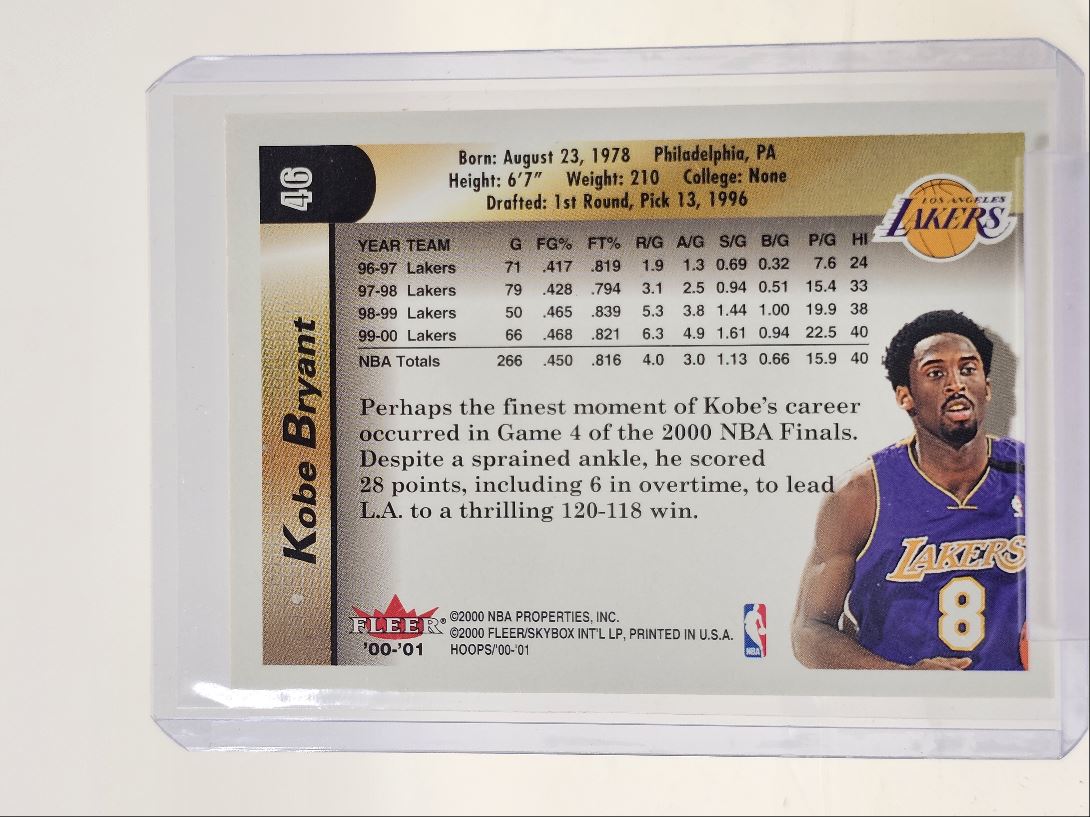 46
Born: August 23, 1978 Philadelphia, PA
Height: 6'7" Weight: 210 College: None
Drafted: 1st Round, Pick 13, 1996
LOS ANGELES
LAKERS
YEAR TEAM G FG% FT% R/G A/G S/G B/G P/G HI
96-97 Lakers 71 .417 .819 1.9 1.3 0.69 0.32 7.6 24
97-98 Lakers 79 .428 .794 3.1 2.5 0.94 0.51 15.4 33
98-99 Lakers 50 .465 .839 5.3 3.8 1.44 1.00 19.9 38
99-00 Lakers 66 .468 .821 6.3 4.9 1.61 0.94 22.5 40
NBA Totals 266 .450 .816 4.0 3.0 1.13 0.66 15.9 40
Kobe Bryant
Perhaps the finest moment of Kobe's career
occurred in Game 4 of the 2000 NBA Finals.
Despite a sprained ankle, he scored
28 points, including 6 in overtime, to lead
L.A. to a thrilling 120-118 win.
LAKERS
8
FLEER®
'00-'01
©2000 NBA PROPERTIES, INC.
©2000 FLEER/SKYBOX INT'L LP, PRINTED IN U.S.A.
HOOPS/'00-'01
NBA